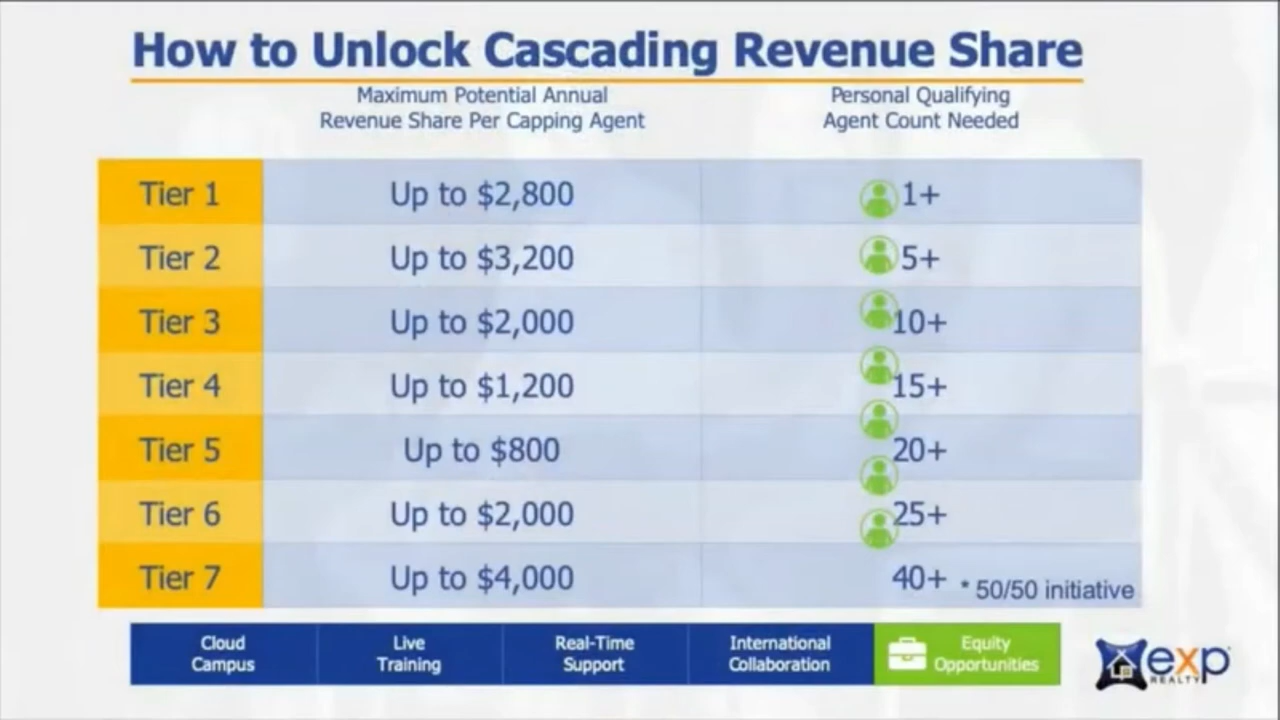 How to Unlock Cascading Revenue Share
Maximum Potential Annual
Revenue Share Per Capping Agent
Personal Qualifying
Agent Count Needed
Tier 1 Up to $2,800 1+
Tier 2 Up to $3,200 5+
Tier 3 Up to $2,000 10+
Tier 4 Up to $1,200 15+
Tier 5 Up to $800 20+
Tier 6 Up to $2,000 25+
Tier 7 Up to $4,000 40+ * 50/50 initiative
Cloud
Campus
Live
Training
Real-Time
Support
International
Collaboration
Equity
Opportunities
exp
REALTY